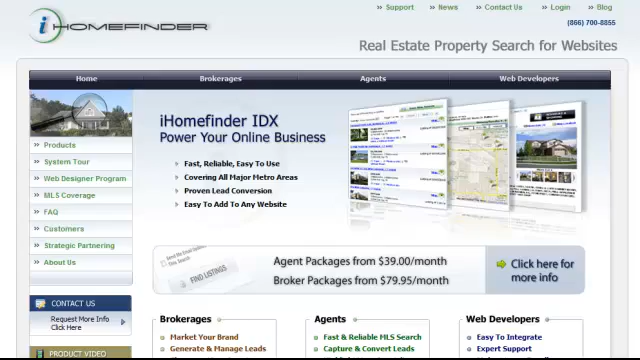 Support
News
Contact Us
Login
Blog
iHOMEFINDER
(866) 700-8855
Real Estate Property Search for Websites
Home
Brokerages
Agents
Web Developers
Products
System Tour
Web Designer Program
MLS Coverage
FAQ
Customers
Strategic Partnering
About Us
iHomefinder IDX
Power Your Online Business
Fast, Reliable, Easy To Use
Covering All Major Metro Areas
Proven Lead Conversion
Easy To Add To Any Website
FIND LISTINGS
Agent Packages from $39.00/month
Broker Packages from $79.95/month
Click here for
more info
CONTACT US
Request More Info
Click Here
PRODUCT VIDEO
Brokerages
Market Your Brand
Generate & Manage Leads
Agents
Fast & Reliable MLS Search
Capture & Convert Leads
Web Developers
Easy To Integrate
Expert Support